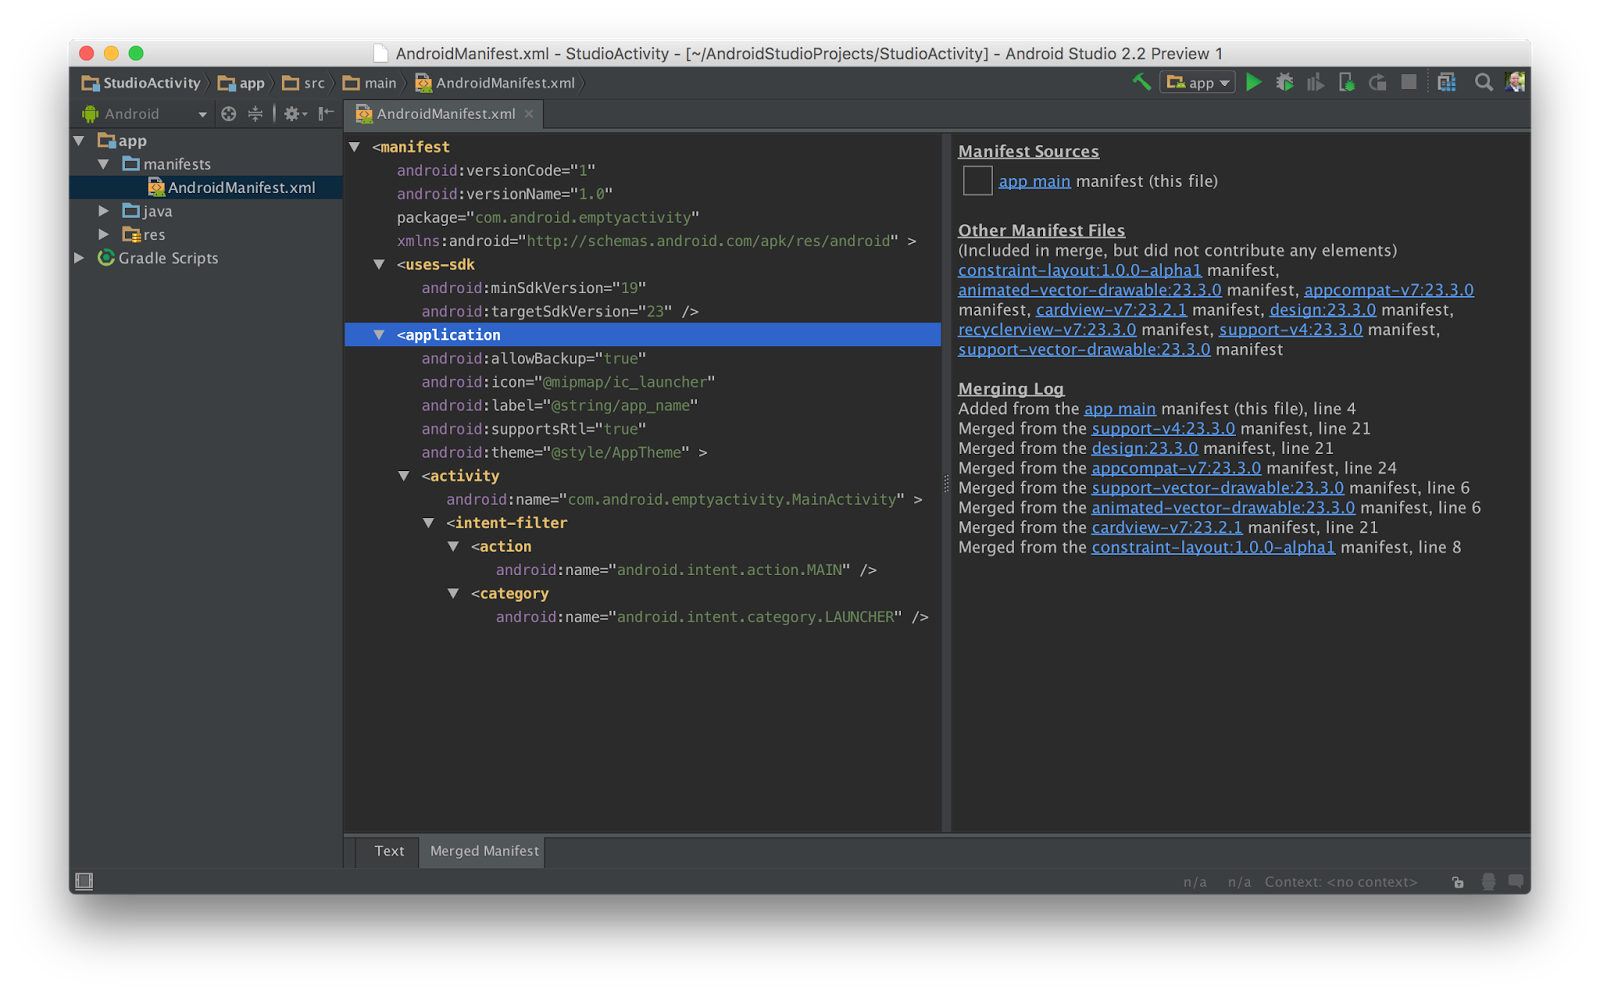 AndroidManifest.xml - StudioActivity - [~/AndroidStudioProjects/StudioActivity] - Android Studio 2.2 Preview 1
StudioActivity app src main AndroidManifest.xml app
Android
AndroidManifest.xml
app
manifests
AndroidManifest.xml
java
res
Gradle Scripts
<manifest
android:versionCode="1"
android:versionName="1.0"
package="com.android.emptyactivity"
xmlns:android="http://schemas.android.com/apk/res/android" >
<uses-sdk
android:minSdkVersion="19"
android:targetSdkVersion="23" />
<application
android:allowBackup="true"
android:icon="@mipmap/ic_launcher"
android:label="@string/app_name"
android:supportsRtl="true"
android:theme="@style/AppTheme" >
<activity
android:name="com.android.emptyactivity.MainActivity" >
<intent-filter
<action
android:name="android.intent.action.MAIN" />
<category
android:name="android.intent.category.LAUNCHER" />
Manifest Sources
app main manifest (this file)
Other Manifest Files
(Included in merge, but did not contribute any elements)
constraint-layout:1.0.0-alpha1 manifest,
animated-vector-drawable:23.3.0 manifest, appcompat-v7:23.3.0
manifest, cardview-v7:23.2.1 manifest, design:23.3.0 manifest,
recyclerview-v7:23.3.0 manifest, support-v4:23.3.0 manifest,
support-vector-drawable:23.3.0 manifest
Merging Log
Added from the app main manifest (this file), line 4
Merged from the support-v4:23.3.0 manifest, line 21
Merged from the design:23.3.0 manifest, line 21
Merged from the appcompat-v7:23.3.0 manifest, line 24
Merged from the support-vector-drawable:23.3.0 manifest, line 6
Merged from the animated-vector-drawable:23.3.0 manifest, line 6
Merged from the cardview-v7:23.2.1 manifest, line 21
Merged from the constraint-layout:1.0.0-alpha1 manifest, line 8
Text Merged Manifest
n/a n/a Context: <no context>